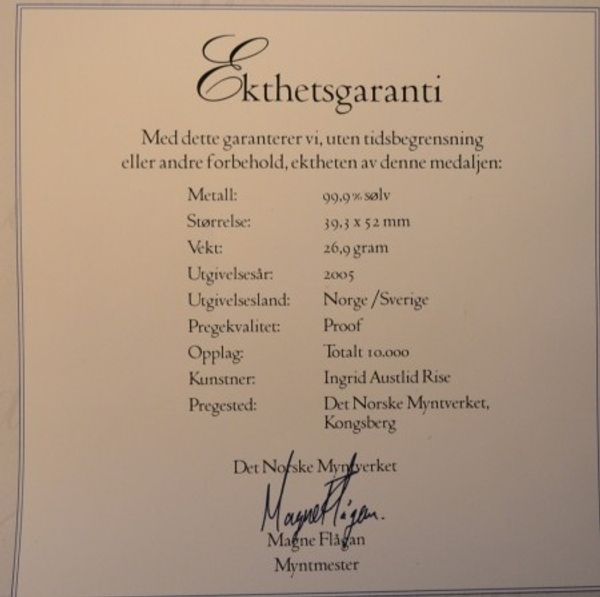 Ekthetsgaranti
Med dette garanterer vi, uten tidsbegrensning
eller andre forbehold, ektheten av denne medaljen:
Metall: 99,9% sølv
Størrelse: 39,3 x 52 mm
Vekt: 26,9 gram
Utgivelsesår: 2005
Utgivelsesland: Norge /Sverige
Pregekvalitet: Proof
Opplag: Totalt 10.000
Kunstner: Ingrid Austlid Rise
Pregested: Det Norske Myntverket,
Kongsberg
Det Norske Myntverket
Magne Flågan.
Magne Flågan
Myntmester